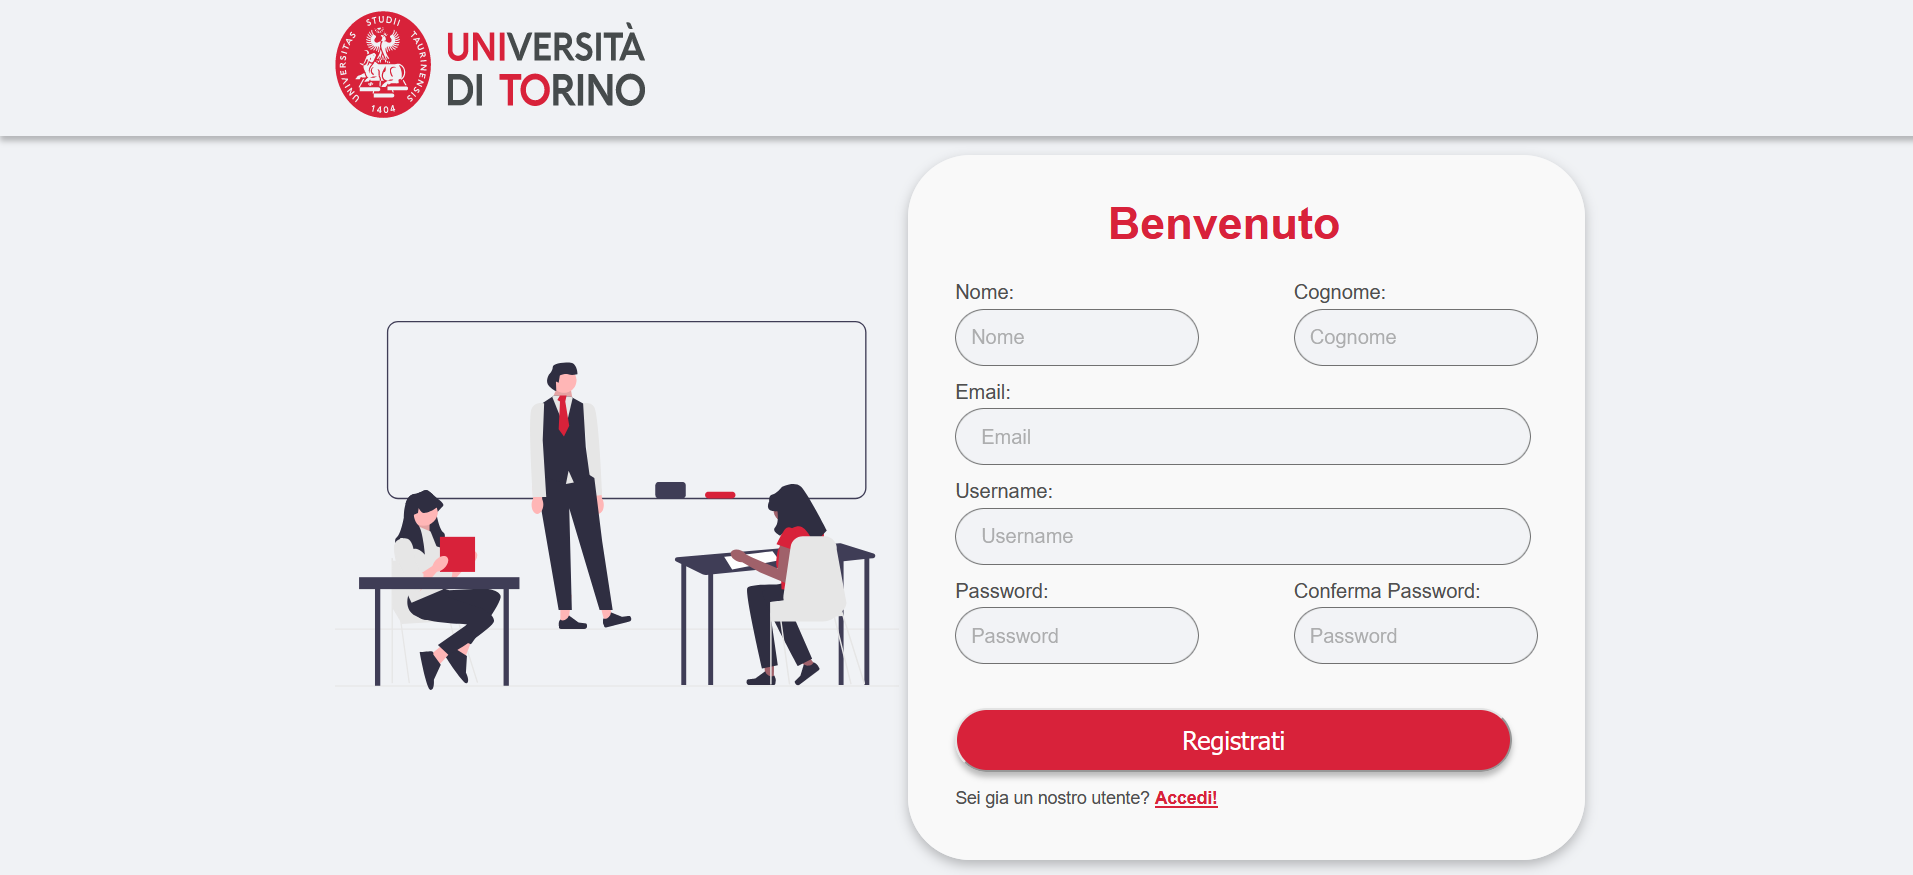 UNIVERSITAS STUDII TAURINENSIS
1404
UNIVERSITÀ
DI TORINO
Benvenuto
Nome: Cognome:
Nome Cognome
Email:
Email
Username:
Username
Password: Conferma Password:
Password Password
Registrati
Sei gia un nostro utente? Accedi!